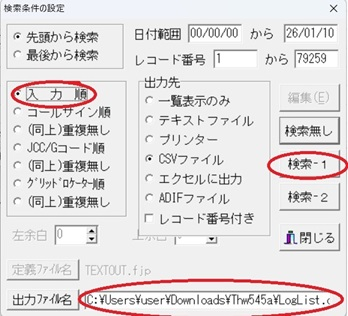 検索条件の設定
先頭から検索
最後から検索
日付範囲 00/00/00 から 26/01/10
レコード番号 1 から 79259
入 力 順
コールサイン順
(同上)重複無し
JCC/Gコード順
(同上)重複無し
グリッドロケーター順
(同上)重複無し
出力先
一覧表示のみ
テキストファイル
プリンター
CSVファイル
エクセルに出力
ADIFファイル
レコード番号付き
編集(E)
検索無し
検索-1
検索-2
閉じる
左余白 0
上余白
定義ファイル名 TEXTOUT.fjp
出力ファイル名 C:¥Users¥user¥Downloads¥Thw545a¥LogList.c